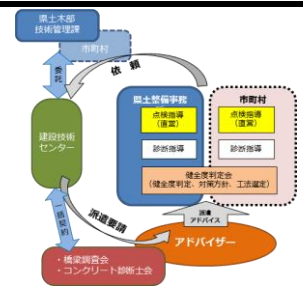 県土木部
技術管理課
市町村
委託
依頼
建設技術
センター
県土整備事務
点検指導
(直営)
診断指導
市町村
点検指導
(直営)
診断指導
健全度判定会
(健全度判定、対策方針、工法選定)
派遣
アドバイス
アドバイザー
派遣要請
一括契約
・橋梁調査会
・コンクリート診断士会